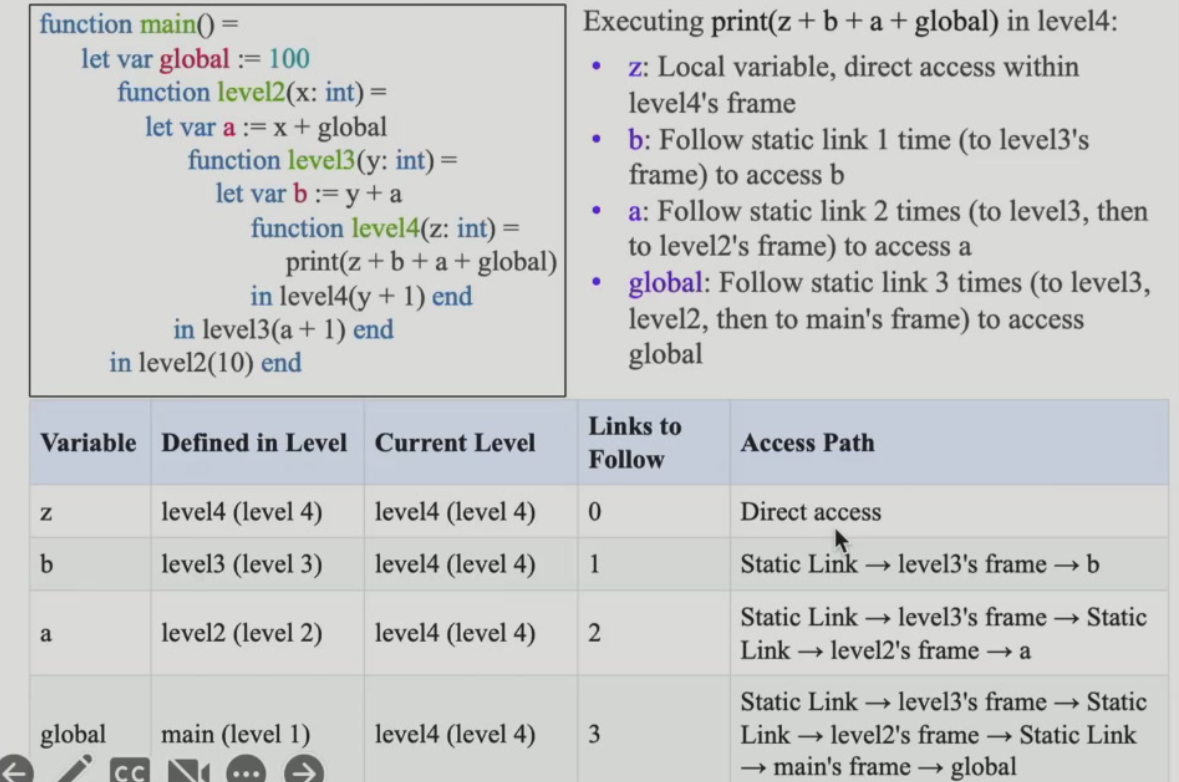 function main() =
let var global := 100
function level2(x: int) =
let var a := x + global
function level3(y: int) =
let var b := y + a
function level4(z: int) =
print(z + b + a + global)
in level4(y + 1) end
in level3(a + 1) end
in level2(10) end
Executing print(z + b + a + global) in level4:
• z: Local variable, direct access within
level4's frame
• b: Follow static link 1 time (to level3's
frame) to access b
• a: Follow static link 2 times (to level3, then
to level2's frame) to access a
• global: Follow static link 3 times (to level3,
level2, then to main's frame) to access
global
Variable Defined in Level Current Level Links to Follow Access Path
z level4 (level 4) level4 (level 4) 0 Direct access
b level3 (level 3) level4 (level 4) 1 Static Link → level3's frame → b
a level2 (level 2) level4 (level 4) 2 Static Link → level3's frame → Static
Link → level2's frame → a
global main (level 1) level4 (level 4) 3 Static Link → level3's frame → Static
Link → level2's frame → Static Link
→ main's frame → global
CC